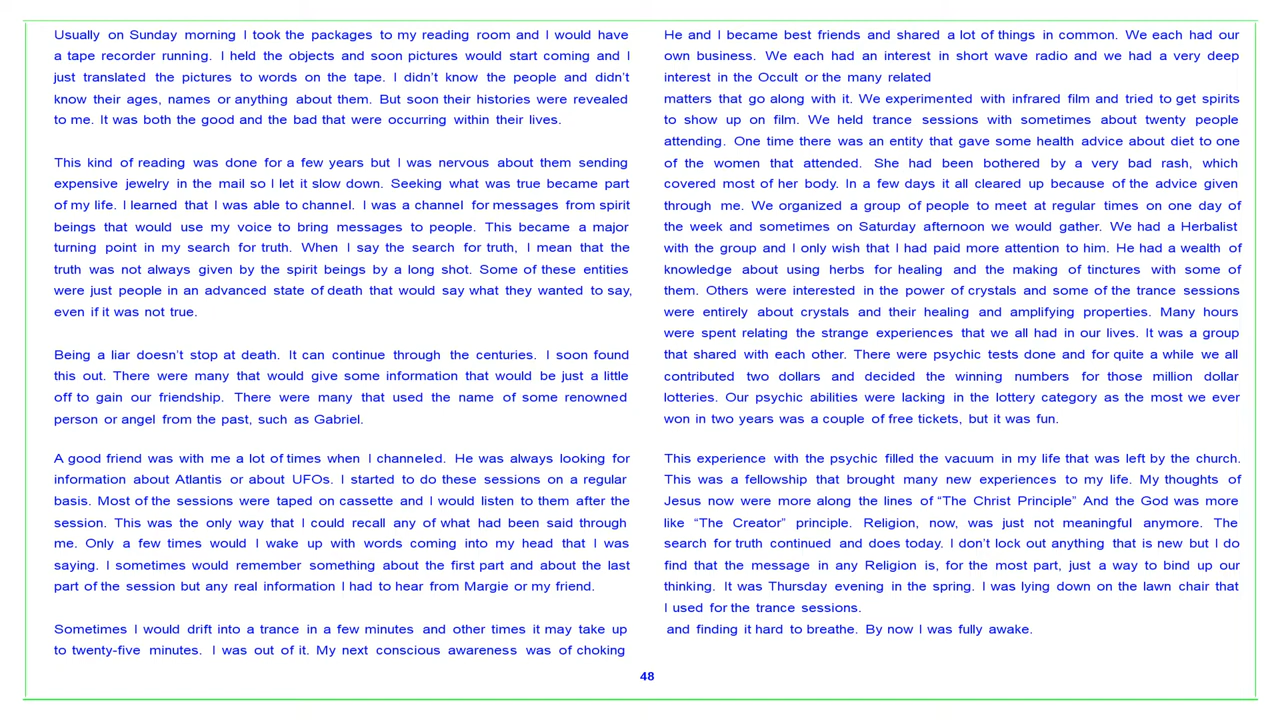 Usually on Sunday morning I took the packages to my reading room and I would have
a tape recorder running. I held the objects and soon pictures would start coming and I
just translated the pictures to words on the tape. I didn't know the people and didn't
know their ages, names or anything about them. But soon their histories were revealed
to me. It was both the good and the bad that were occurring within their lives.

This kind of reading was done for a few years but I was nervous about them sending
expensive jewelry in the mail so I let it slow down. Seeking what was true became part
of my life. I learned that I was able to channel. I was a channel for messages from spirit
beings that would use my voice to bring messages to people. This became a major
turning point in my search for truth. When I say the search for truth, I mean that the
truth was not always given by the spirit beings by a long shot. Some of these entities
were just people in an advanced state of death that would say what they wanted to say,
even if it was not true.

Being a liar doesn't stop at death. It can continue through the centuries. I soon found
this out. There were many that would give some information that would be just a little
off to gain our friendship. There were many that used the name of some renowned
person or angel from the past, such as Gabriel.

A good friend was with me a lot of times when I channeled. He was always looking for
information about Atlantis or about UFOs. I started to do these sessions on a regular
basis. Most of the sessions were taped on cassette and I would listen to them after the
session. This was the only way that I could recall any of what had been said through
me. Only a few times would I wake up with words coming into my head that I was
saying. I sometimes would remember something about the first part and about the last
part of the session but any real information I had to hear from Margie or my friend.

Sometimes I would drift into a trance in a few minutes and other times it may take up
to twenty-five minutes. I was out of it. My next conscious awareness was of choking
He and I became best friends and shared a lot of things in common. We each had our
own business. We each had an interest in short wave radio and we had a very deep
interest in the Occult or the many related
matters that go along with it. We experimented with infrared film and tried to get spirits
to show up on film. We held trance sessions with sometimes about twenty people
attending. One time there was an entity that gave some health advice about diet to one
of the women that attended. She had been bothered by a very bad rash, which
covered most of her body. In a few days it all cleared up because of the advice given
through me. We organized a group of people to meet at regular times on one day of
the week and sometimes on Saturday afternoon we would gather. We had a Herbalist
with the group and I only wish that I had paid more attention to him. He had a wealth of
knowledge about using herbs for healing and the making of tinctures with some of
them. Others were interested in the power of crystals and some of the trance sessions
were entirely about crystals and their healing and amplifying properties. Many hours
were spent relating the strange experiences that we all had in our lives. It was a group
that shared with each other. There were psychic tests done and for quite a while we all
contributed two dollars and decided the winning numbers for those million dollar
lotteries. Our psychic abilities were lacking in the lottery category as the most we ever
won in two years was a couple of free tickets, but it was fun.

This experience with the psychic filled the vacuum in my life that was left by the church.
This was a fellowship that brought many new experiences to my life. My thoughts of
Jesus now were more along the lines of “The Christ Principle” And the God was more
like “The Creator” principle. Religion, now, was just not meaningful anymore. The
search for truth continued and does today. I don't lock out anything that is new but I do
find that the message in any Religion is, for the most part, just a way to bind up our
thinking. It was Thursday evening in the spring. I was lying down on the lawn chair that
I used for the trance sessions.
and finding it hard to breathe. By now I was fully awake.
48